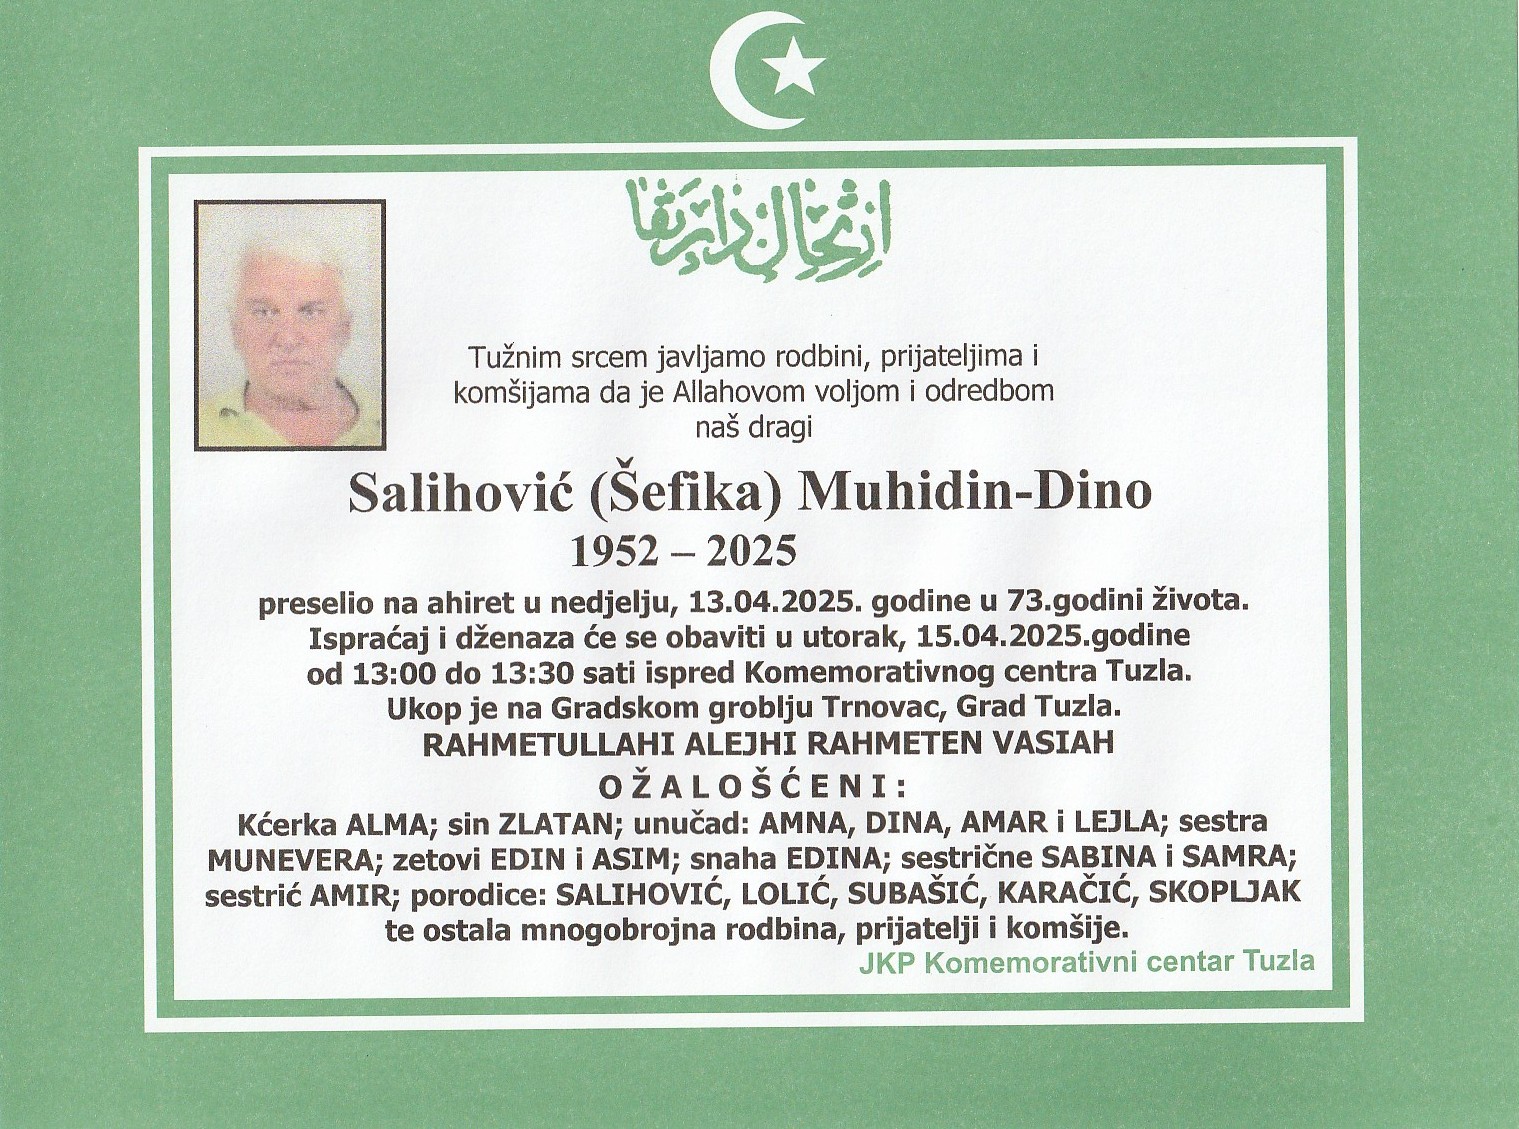 Tužnim srcem javljamo rodbini, prijateljima i
komšijama da je Allahovom voljom i odredbom
naš dragi
Salihović (Šefika) Muhidin-Dino
1952 – 2025
preselio na ahiret u nedjelju, 13.04.2025. godine u 73.godini života.
Ispraćaj i dženaza će se obaviti u utorak, 15.04.2025.godine
od 13:00 do 13:30 sati ispred Komemorativnog centra Tuzla.
Ukop je na Gradskom groblju Trnovac, Grad Tuzla.
RAHMETULLAHI ALEJHI RAHMETEN VASIAH
O Ž A L O Š Ć E N I :
Kćerka ALMA; sin ZLATAN; unučad: AMNA, DINA, AMAR i LEJLA; sestra
MUNEVERA; zetovi EDIN i ASIM; snaha EDINA; sestrične SABINA i SAMRA;
sestrić AMIR; porodice: SALIHOVIĆ, LOLIĆ, SUBAŠIĆ, KARAČIĆ, SKOPLJAK
te ostala mnogobrojna rodbina, prijatelji i komšije.
JKP Komemorativni centar Tuzla